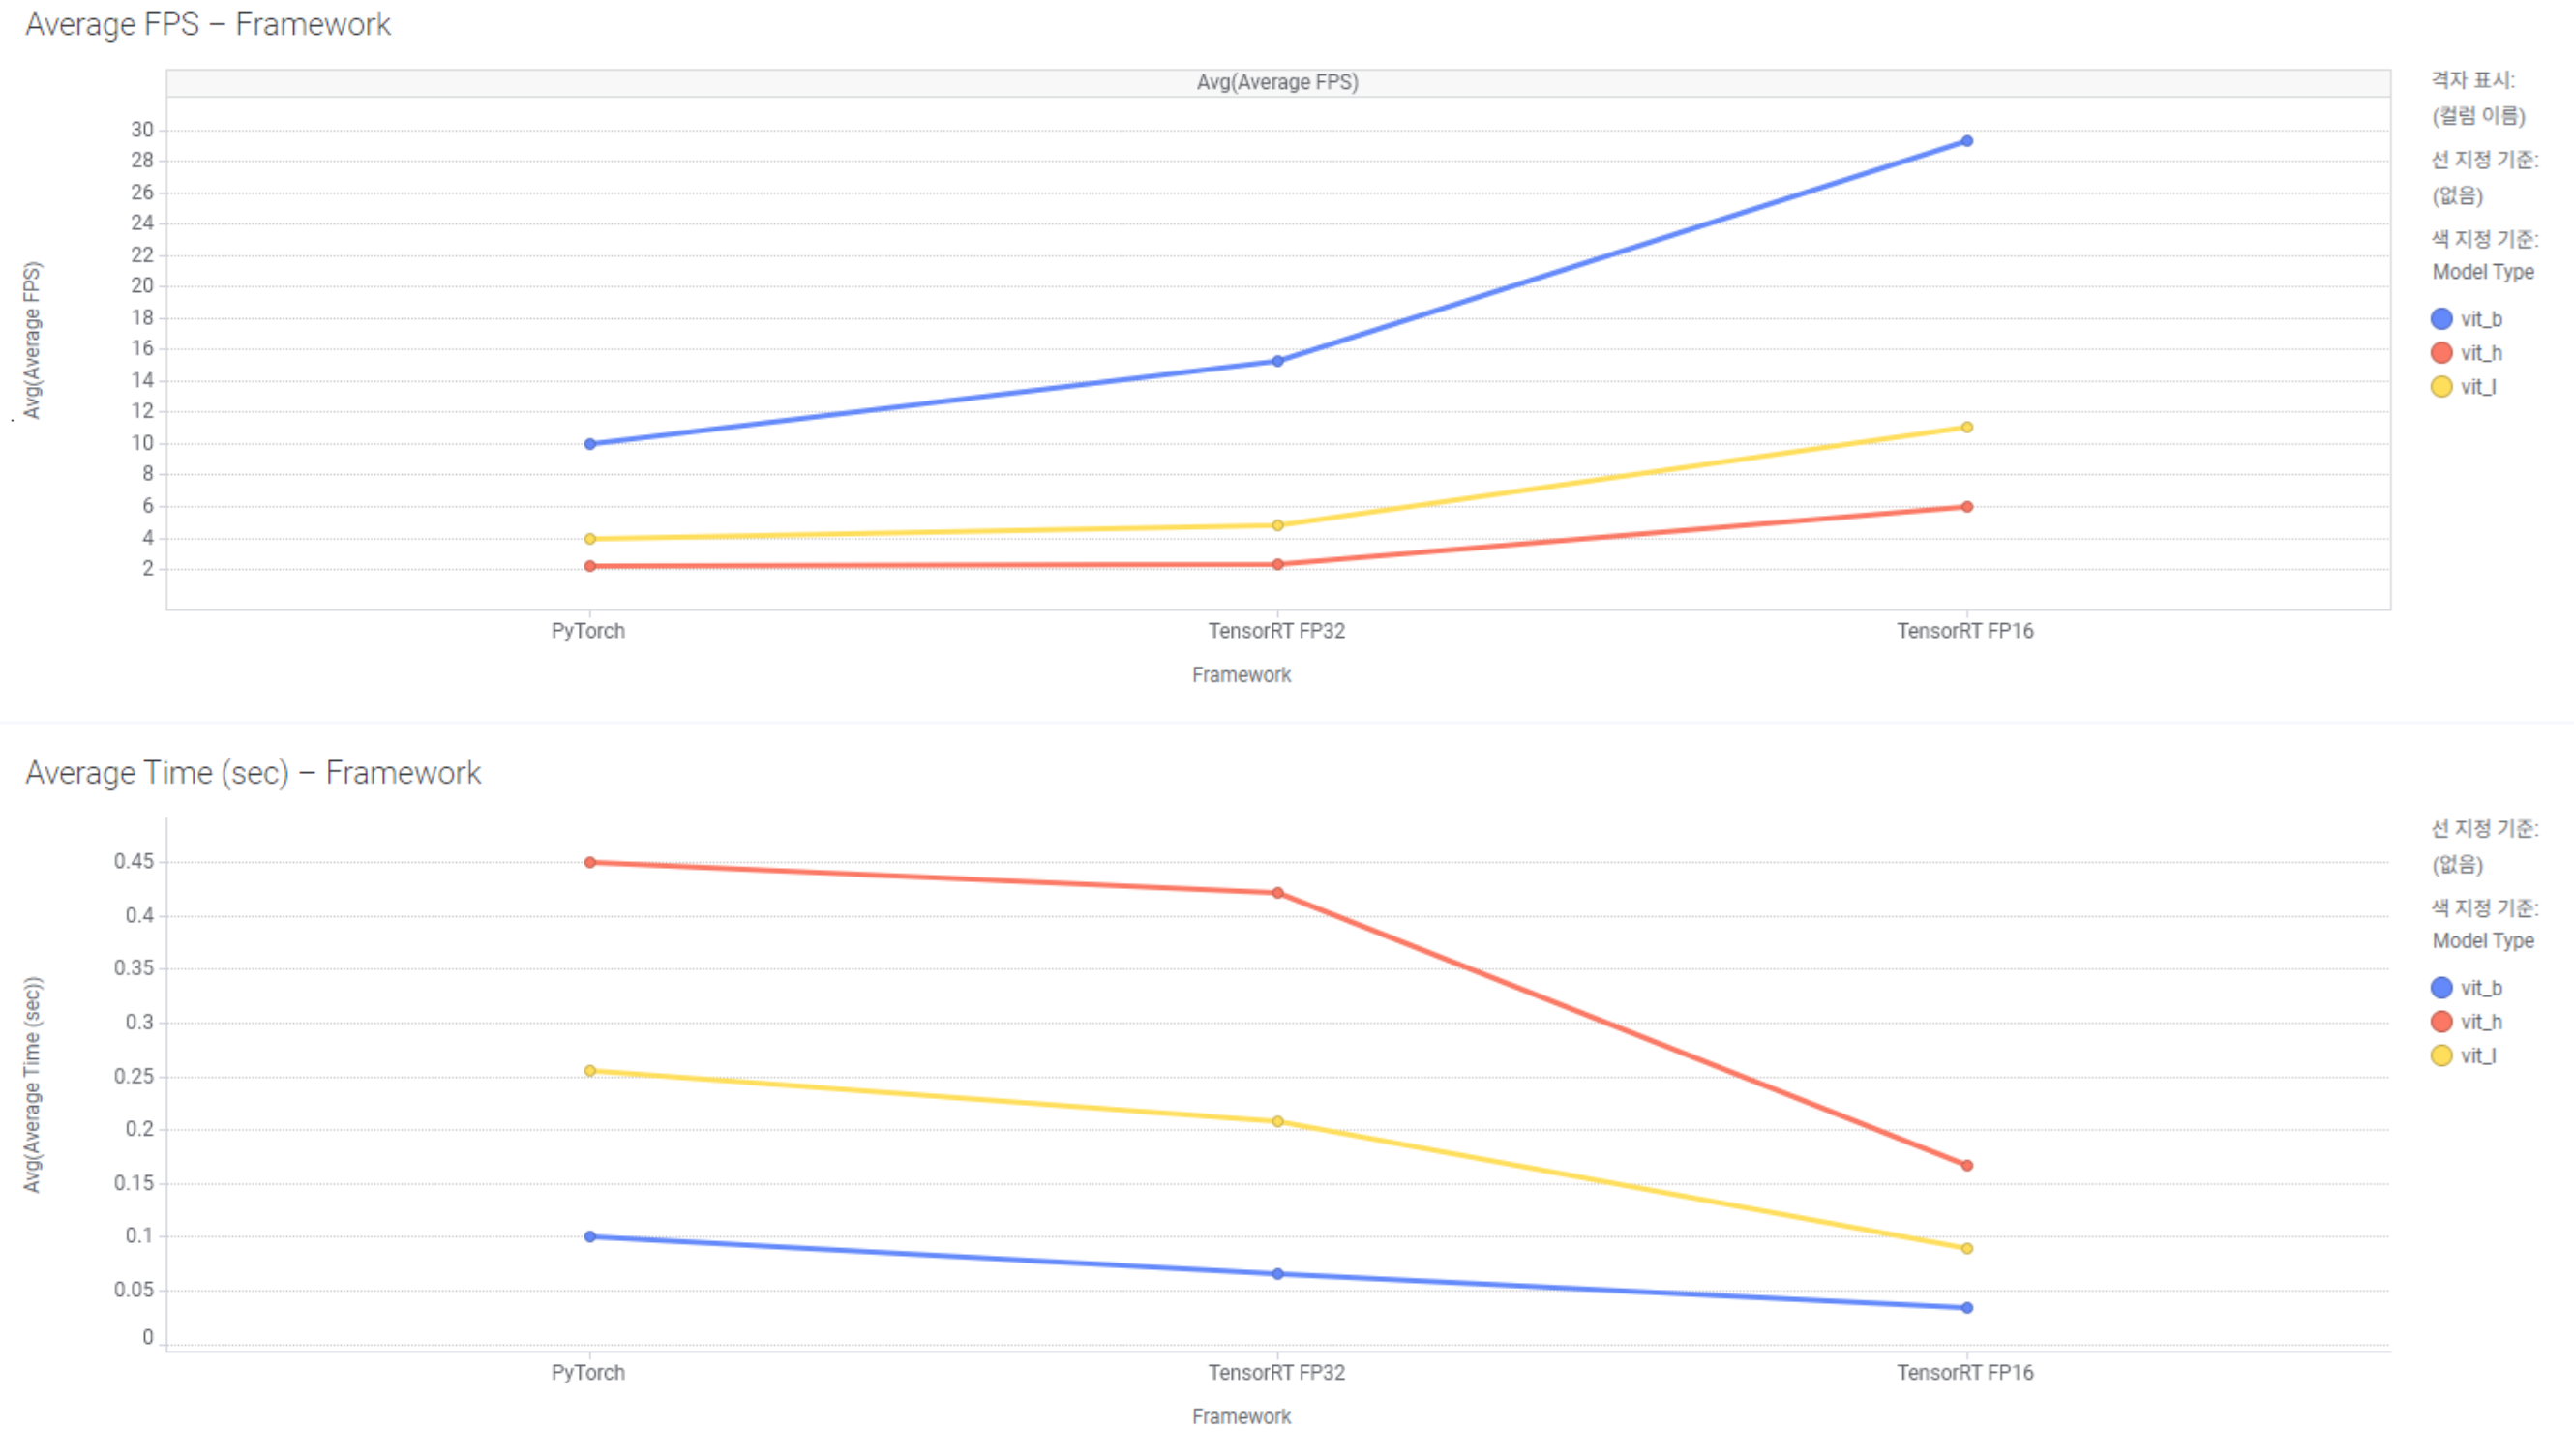 Average FPS – Framework
Avg(Average FPS)
Avg(Average FPS)
30
28
26
24
22
20
18
16
14
12
10
8
6
4
2
PyTorch
TensorRT FP32
TensorRT FP16
Framework
격자 표시:
(컬럼 이름)
선 지정 기준:
(없음)
색 지정 기준:
Model Type
vit_b
vit_h
vit_l
Average Time (sec) – Framework
Avg(Average Time (sec))
0.45
0.4
0.35
0.3
0.25
0.2
0.15
0.1
0.05
0
PyTorch
TensorRT FP32
TensorRT FP16
Framework
선 지정 기준:
(없음)
색 지정 기준:
Model Type
vit_b
vit_h
vit_l